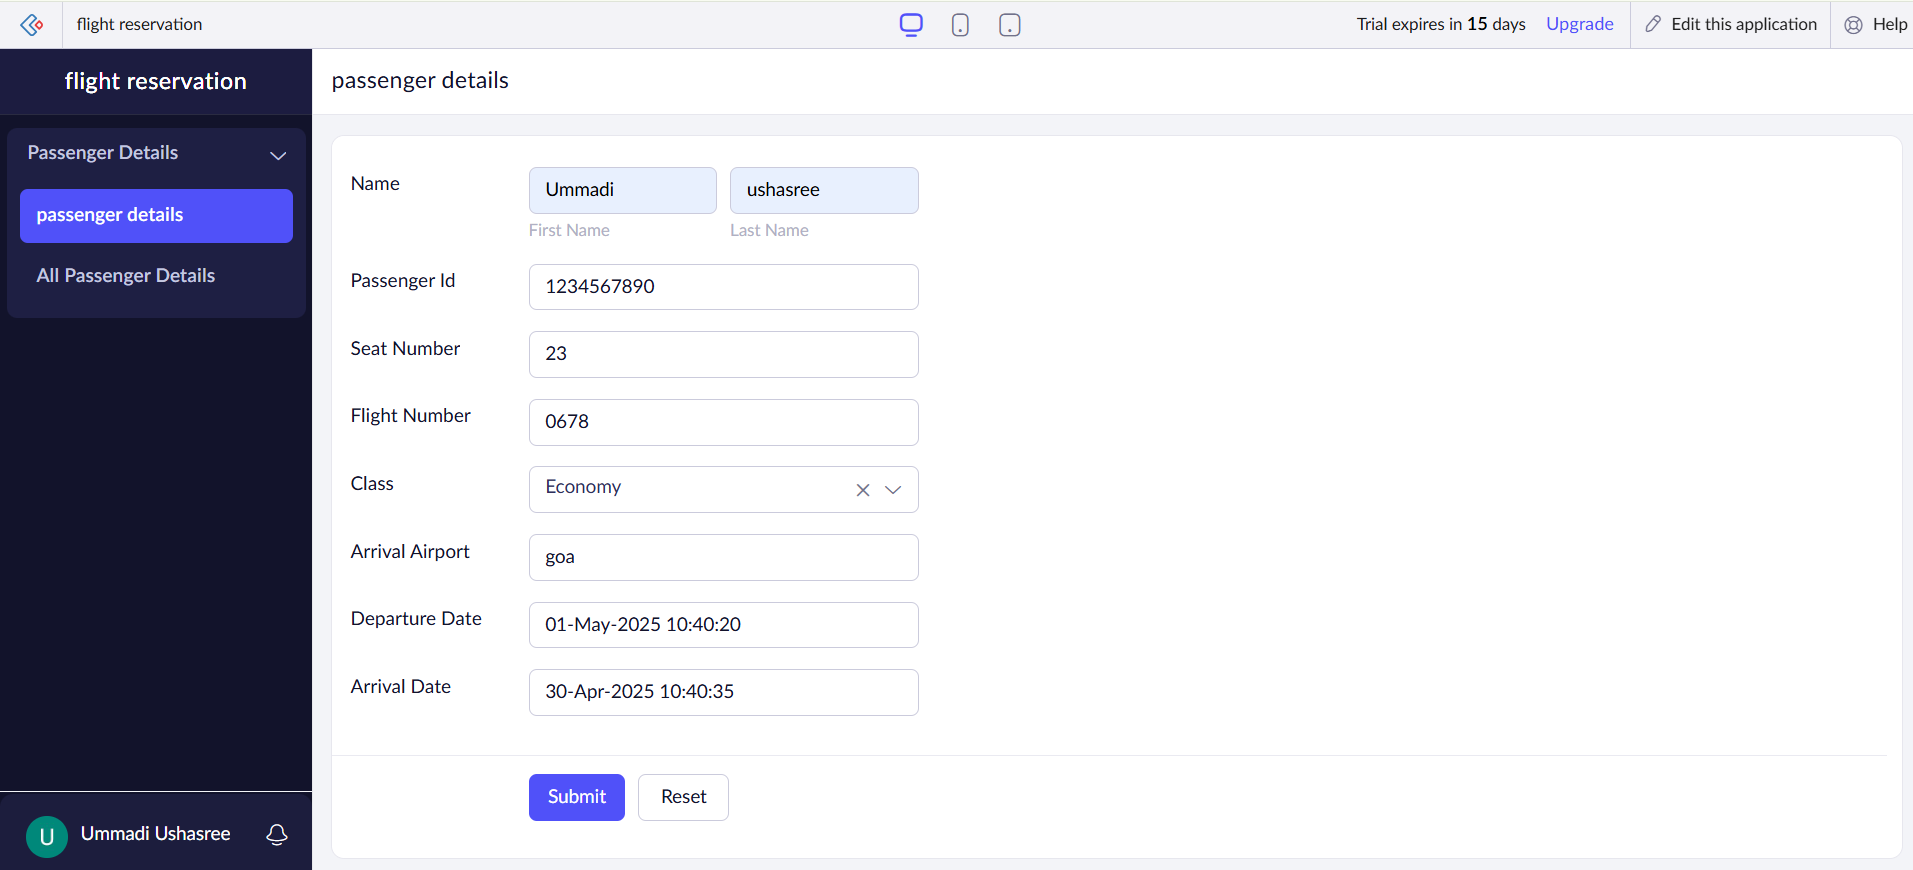 flight reservation
Trial expires in 15 days Upgrade Edit this application Help
flight reservation
passenger details
Passenger Details
passenger details
All Passenger Details
Name Ummadi ushasree
First Name Last Name
Passenger Id 1234567890
Seat Number 23
Flight Number 0678
Class Economy
Arrival Airport goa
Departure Date 01-May-2025 10:40:20
Arrival Date 30-Apr-2025 10:40:35
Submit Reset
U Ummadi Ushasree